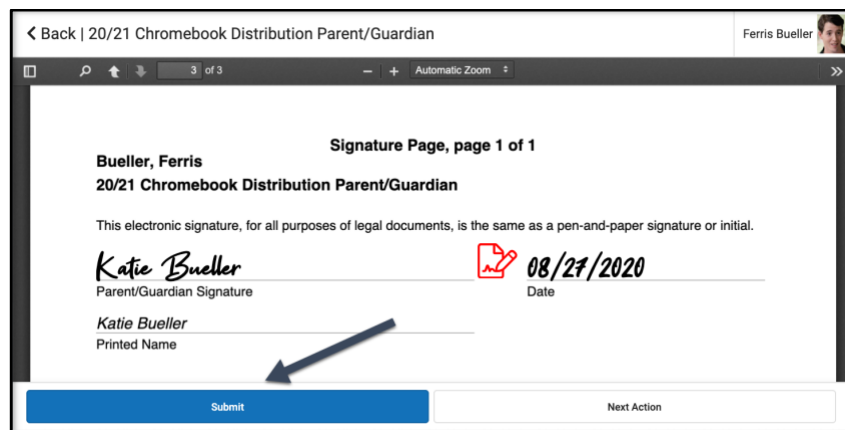 Back | 20/21 Chromebook Distribution Parent/Guardian
Ferris Bueller
3 of 3
Automatic Zoom
Signature Page, page 1 of 1
Bueller, Ferris
20/21 Chromebook Distribution Parent/Guardian
This electronic signature, for all purposes of legal documents, is the same as a pen-and-paper signature or initial.
Katie Bueller 08/27/2020
Parent/Guardian Signature Date
Katie Bueller
Printed Name
Submit Next Action